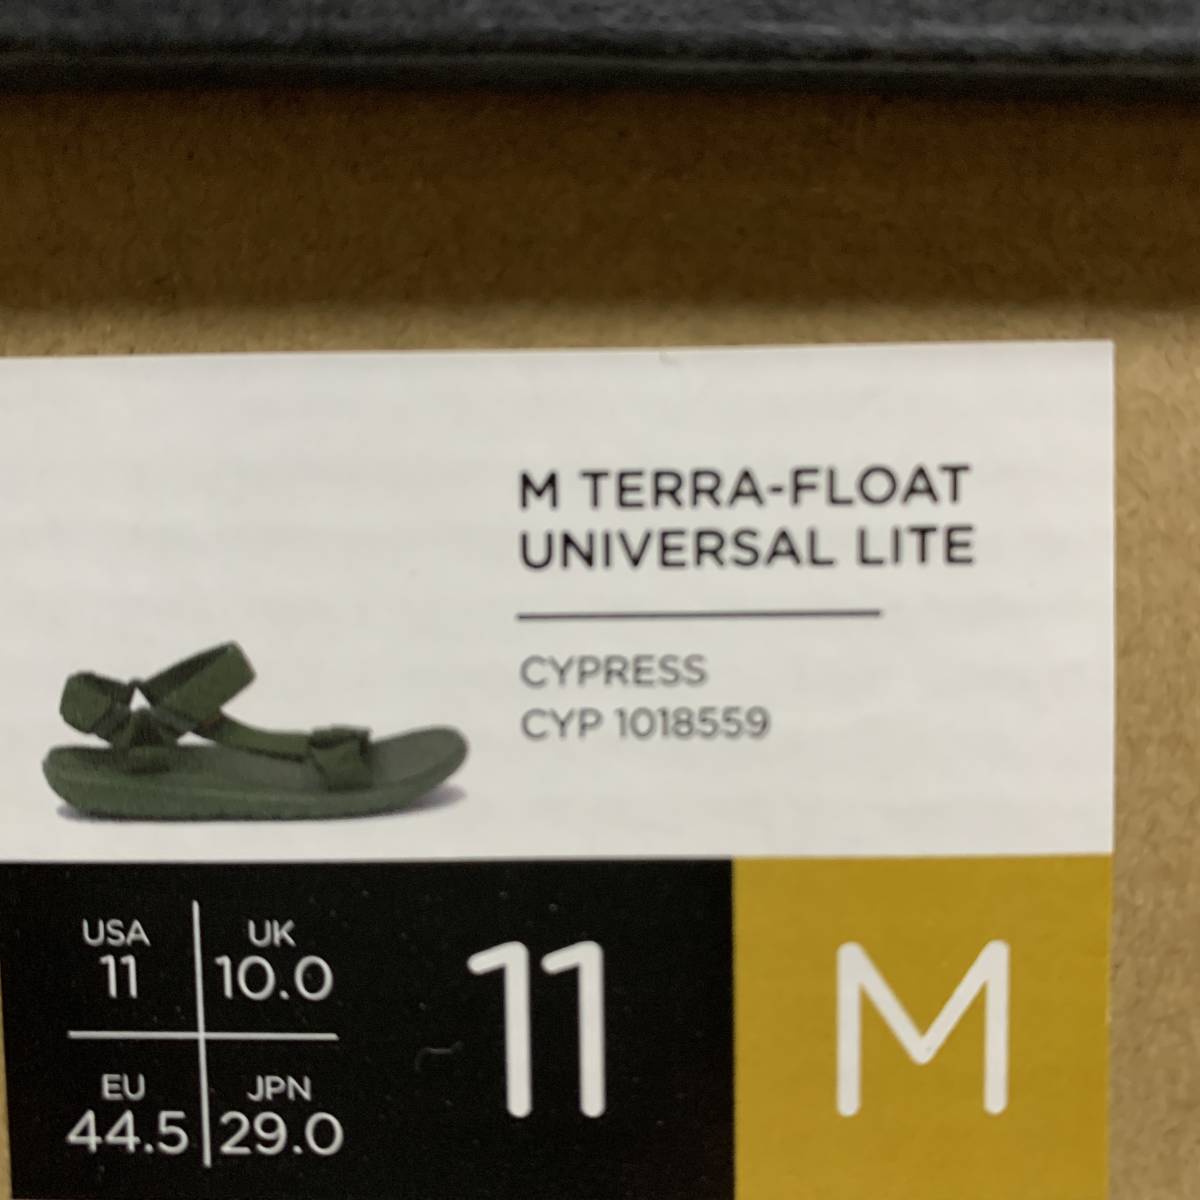 M TERRA-FLOAT
UNIVERSAL LITE
CYPRESS
CYP 1018559
USA
11
UK
10.0
EU
44.5
JPN
29.0
11
M